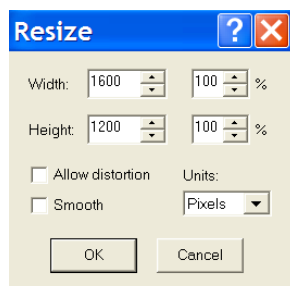 Resize ?
Width: 1600 100 %
Height: 1200 100 %
Allow distortion Units:
Smooth Pixels
OK Cancel